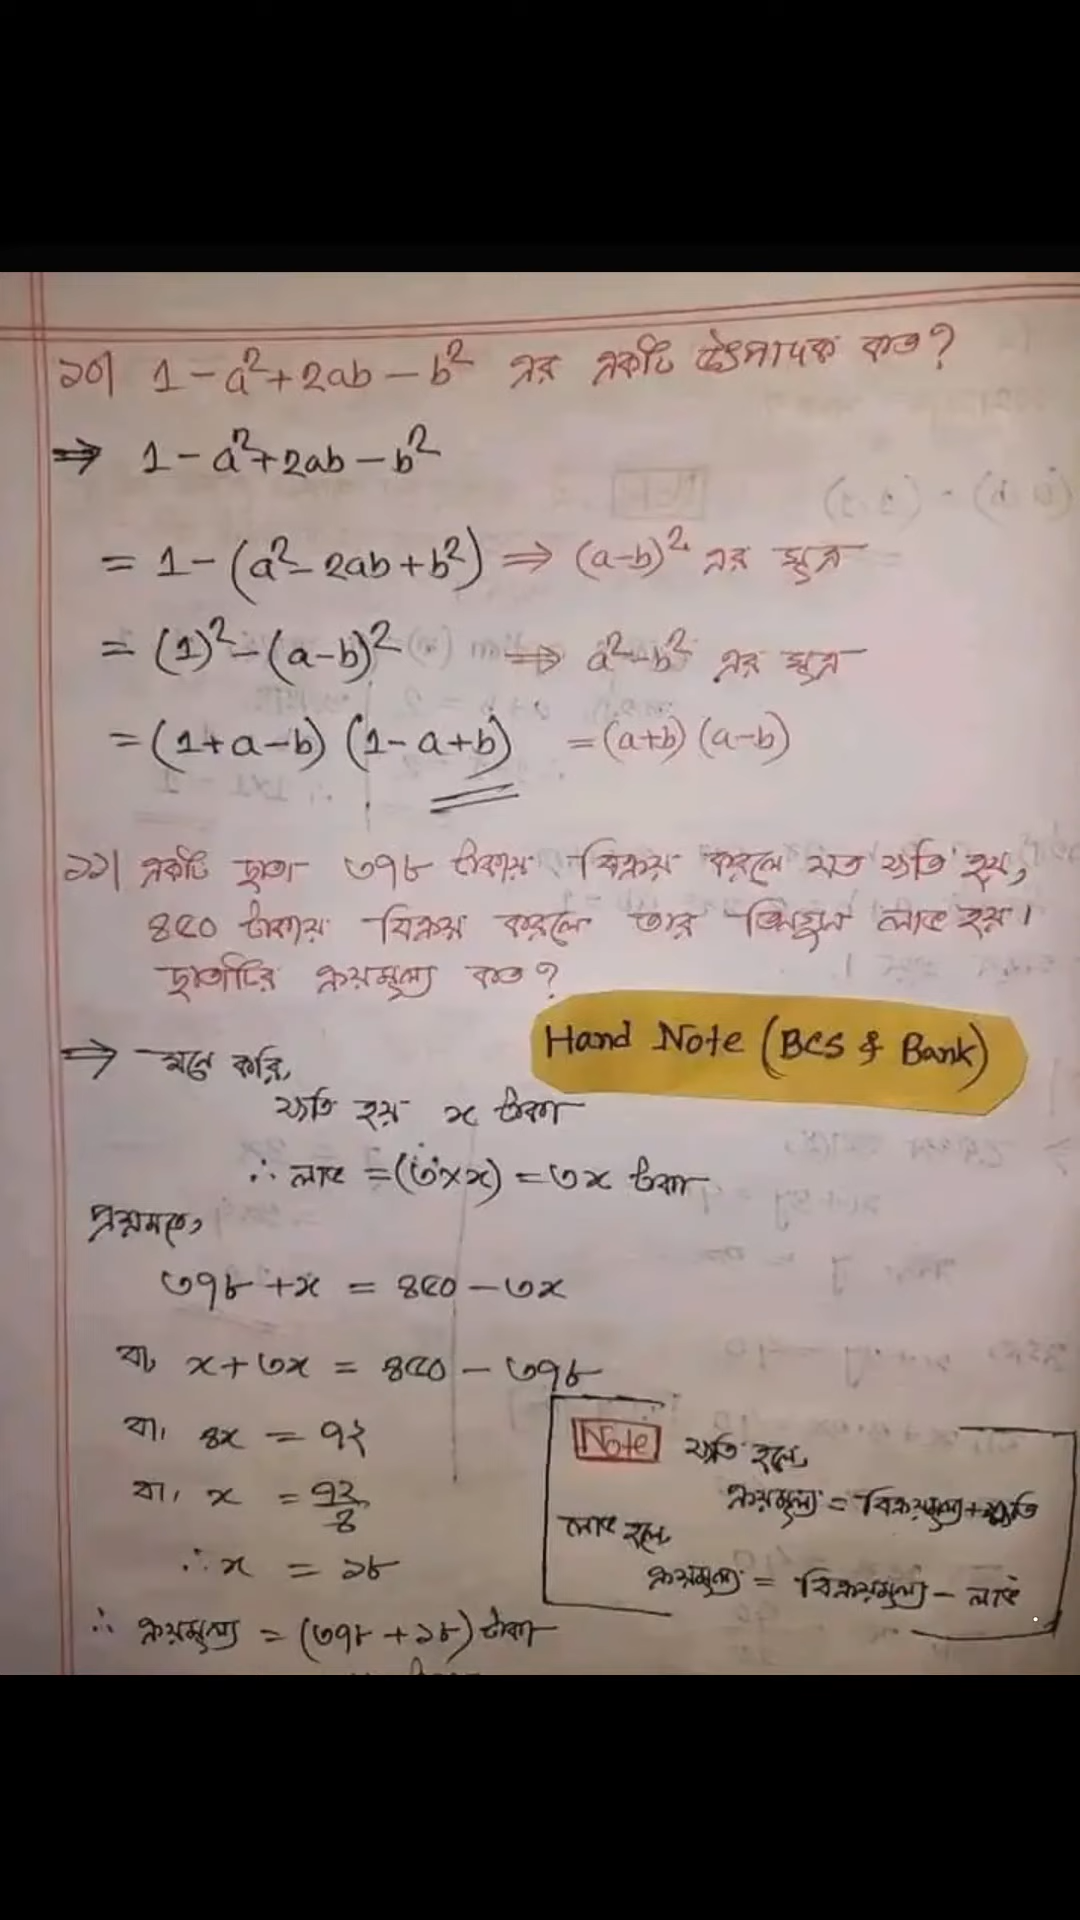 ১০| 1-a²+2ab-b² এর একটি উৎপাদক কত?
⇒ 1-a²+2ab-b²
= 1-(a²-2ab+b²) ⇒ (a-b)² এর সূত্র
= (1)²-(a-b)² ⇒ a²-b² এর সূত্র
= (1+a-b) (1-a+b) = (a+b) (a-b)
১১| একটি ছাতা ৩৭৮ টাকায় বিক্রয় করলে যত ক্ষতি হয়,
৪৫০ টাকায় বিক্রয় করলে তার তিনগুন লাভ হয়।
ছাতাটির ক্রয়মূল্য কত?
Hand Note (BCS & Bank)
⇒ মনে করি,
ক্ষতি হয় x টাকা
∴ লাভ = (৩×x) = ৩x টাকা
প্রশ্নমতে,
৩৭৮ + x = ৪৫০ - ৩x
বা, x + ৩x = ৪৫০ - ৩৭৮
বা, ৪x = ৭২
বা, x = ৭২/৪
∴ x = ১৮
∴ ক্রয়মূল্য = (৩৭৮ + ১৮) টাকা
Note ক্ষতি হলে,
ক্রয়মূল্য = বিক্রয়মূল্য + ক্ষতি
লাভ হলে,
ক্রয়মূল্য = বিক্রয়মূল্য - লাভ